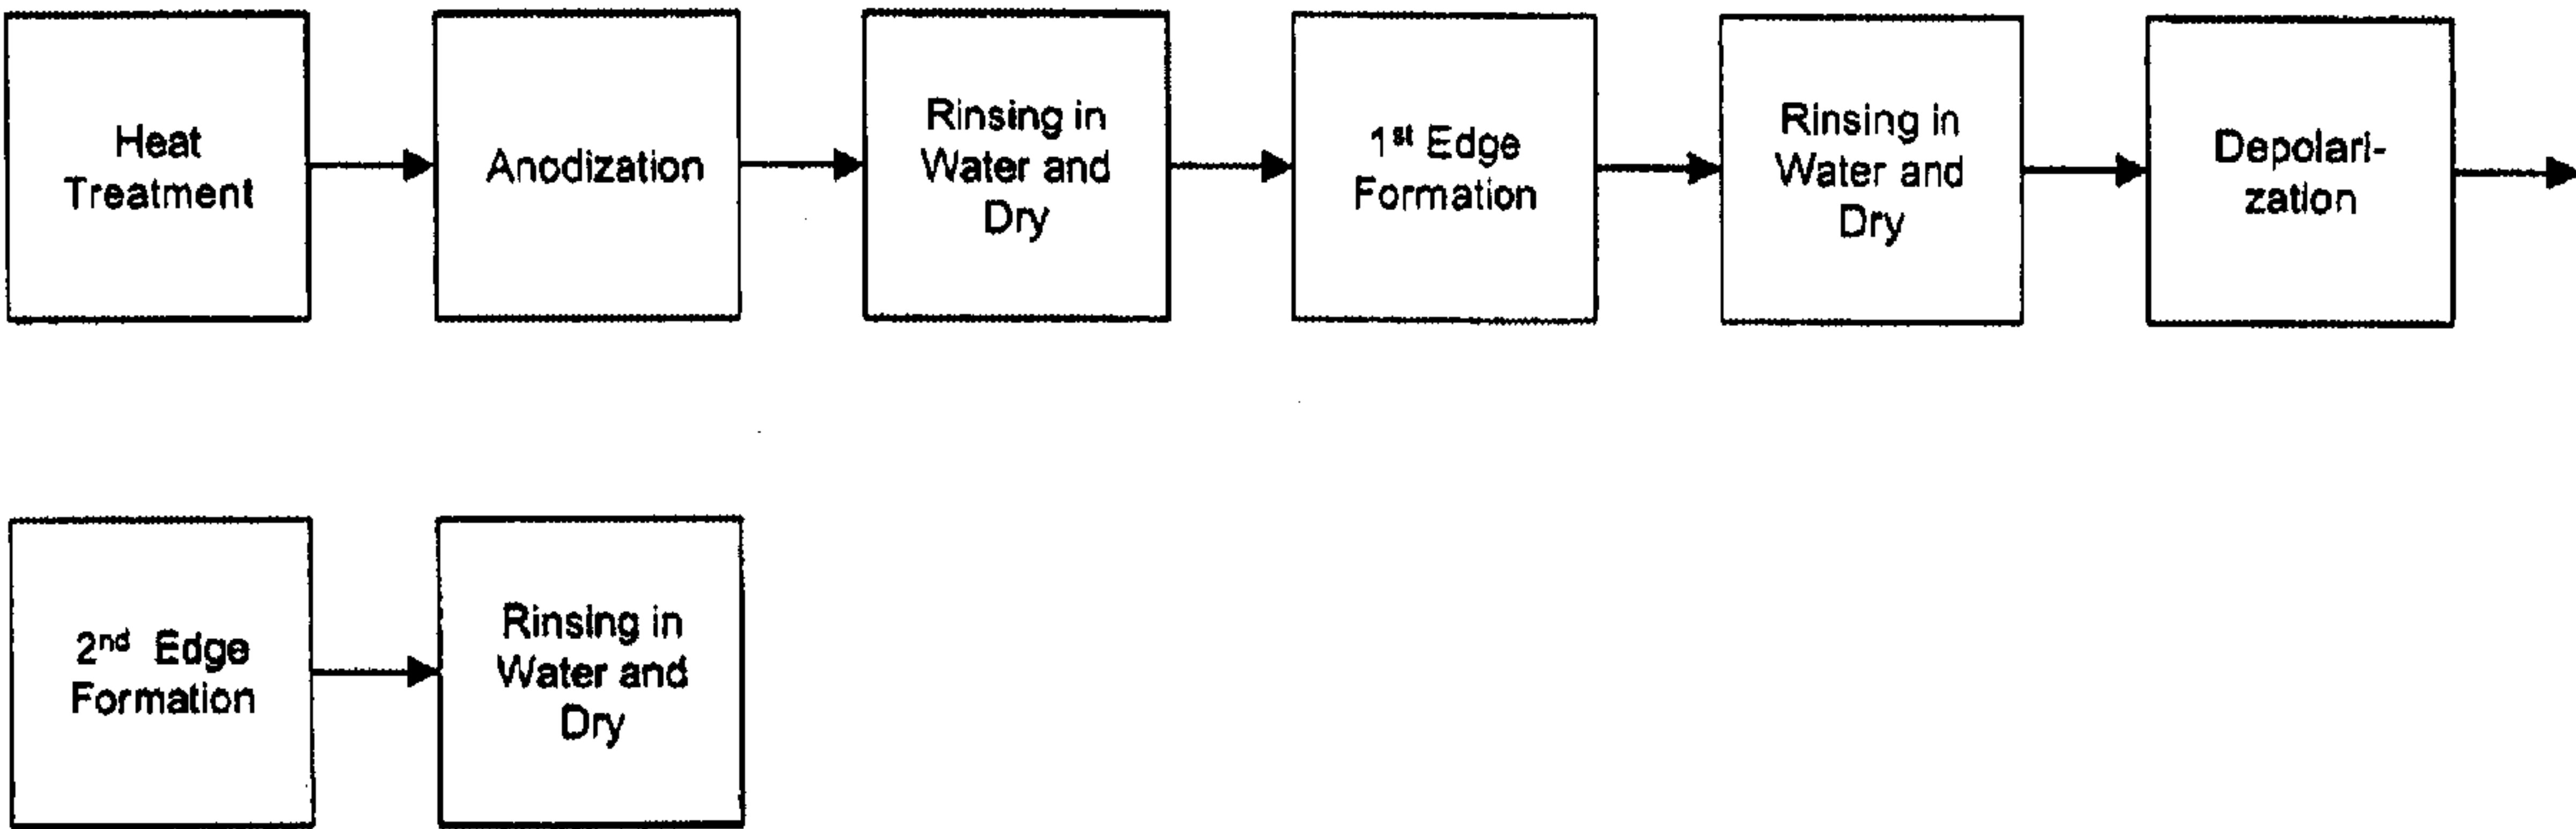 Heat
Treatment
Anodization
Rinsing in
Water and
Dry
1st Edge
Formation
Rinsing in
Water and
Dry
Depolari-
zation
2nd Edge
Formation
Rinsing in
Water and
Dry